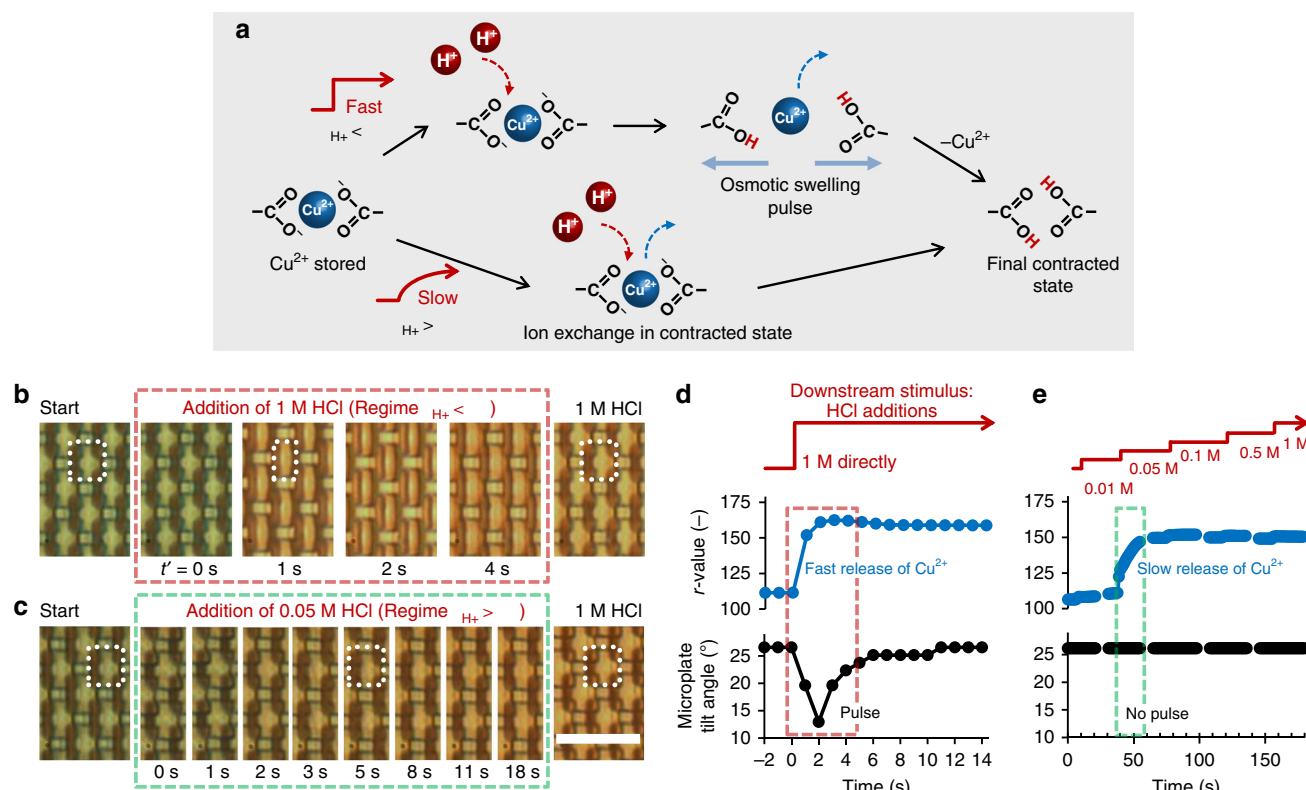 a
H+
H+
Fast
H+ <
O
O
–
Cu2+
O
–
O
O
OH
Cu2+
HO
O
–Cu2+
Osmotic swelling
pulse
O
O
–
Cu2+
O
–
O
Cu2+ stored
H+
H+
Slow
H+ >
O
O
–
Cu2+
O
–
O
Ion exchange in contracted state
O
OH
HO
O
Final contracted
state
b
Start
Addition of 1 M HCl (Regime H+ < )
1 M HCl
t′ = 0 s
1 s
2 s
4 s
c
Start
Addition of 0.05 M HCl (Regime H+ > )
1 M HCl
0 s
1 s
2 s
3 s
5 s
8 s
11 s
18 s
d
Downstream stimulus:
HCl additions
1 M directly
r-value (–)
175
150
125
100
Fast release of Cu2+
Microplate
tilt angle (°)
25
20
15
10
Pulse
–2 0 2 4 6 8 10 12 14
Time (s)
e
0.01 M
0.05 M
0.1 M
0.5 M
1 M
175
150
125
100
Slow release of Cu2+
25
20
15
10
No pulse
0 50 100 150
Time (s)